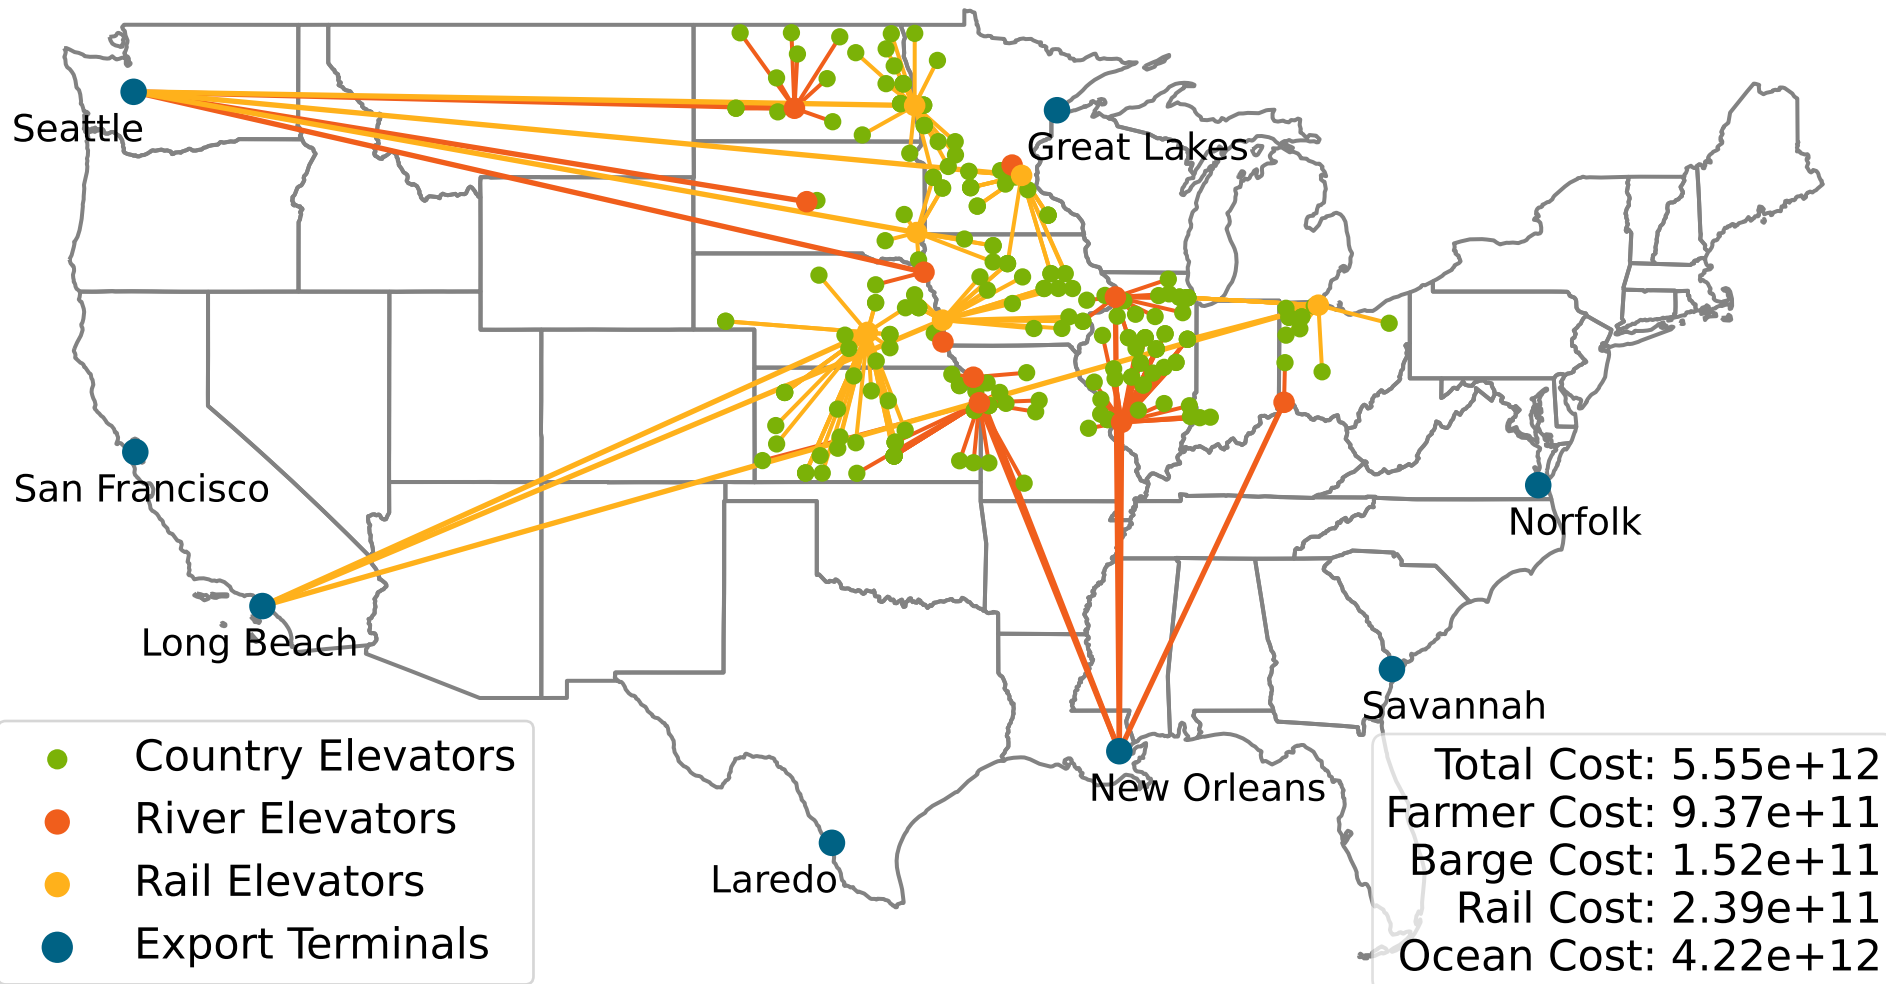 Seattle
Great Lakes
San Francisco
Norfolk
Long Beach
Savannah
New Orleans
Laredo
Country Elevators
River Elevators
Rail Elevators
Export Terminals
Total Cost: 5.55e+12
Farmer Cost: 9.37e+11
Barge Cost: 1.52e+11
Rail Cost: 2.39e+11
Ocean Cost: 4.22e+12